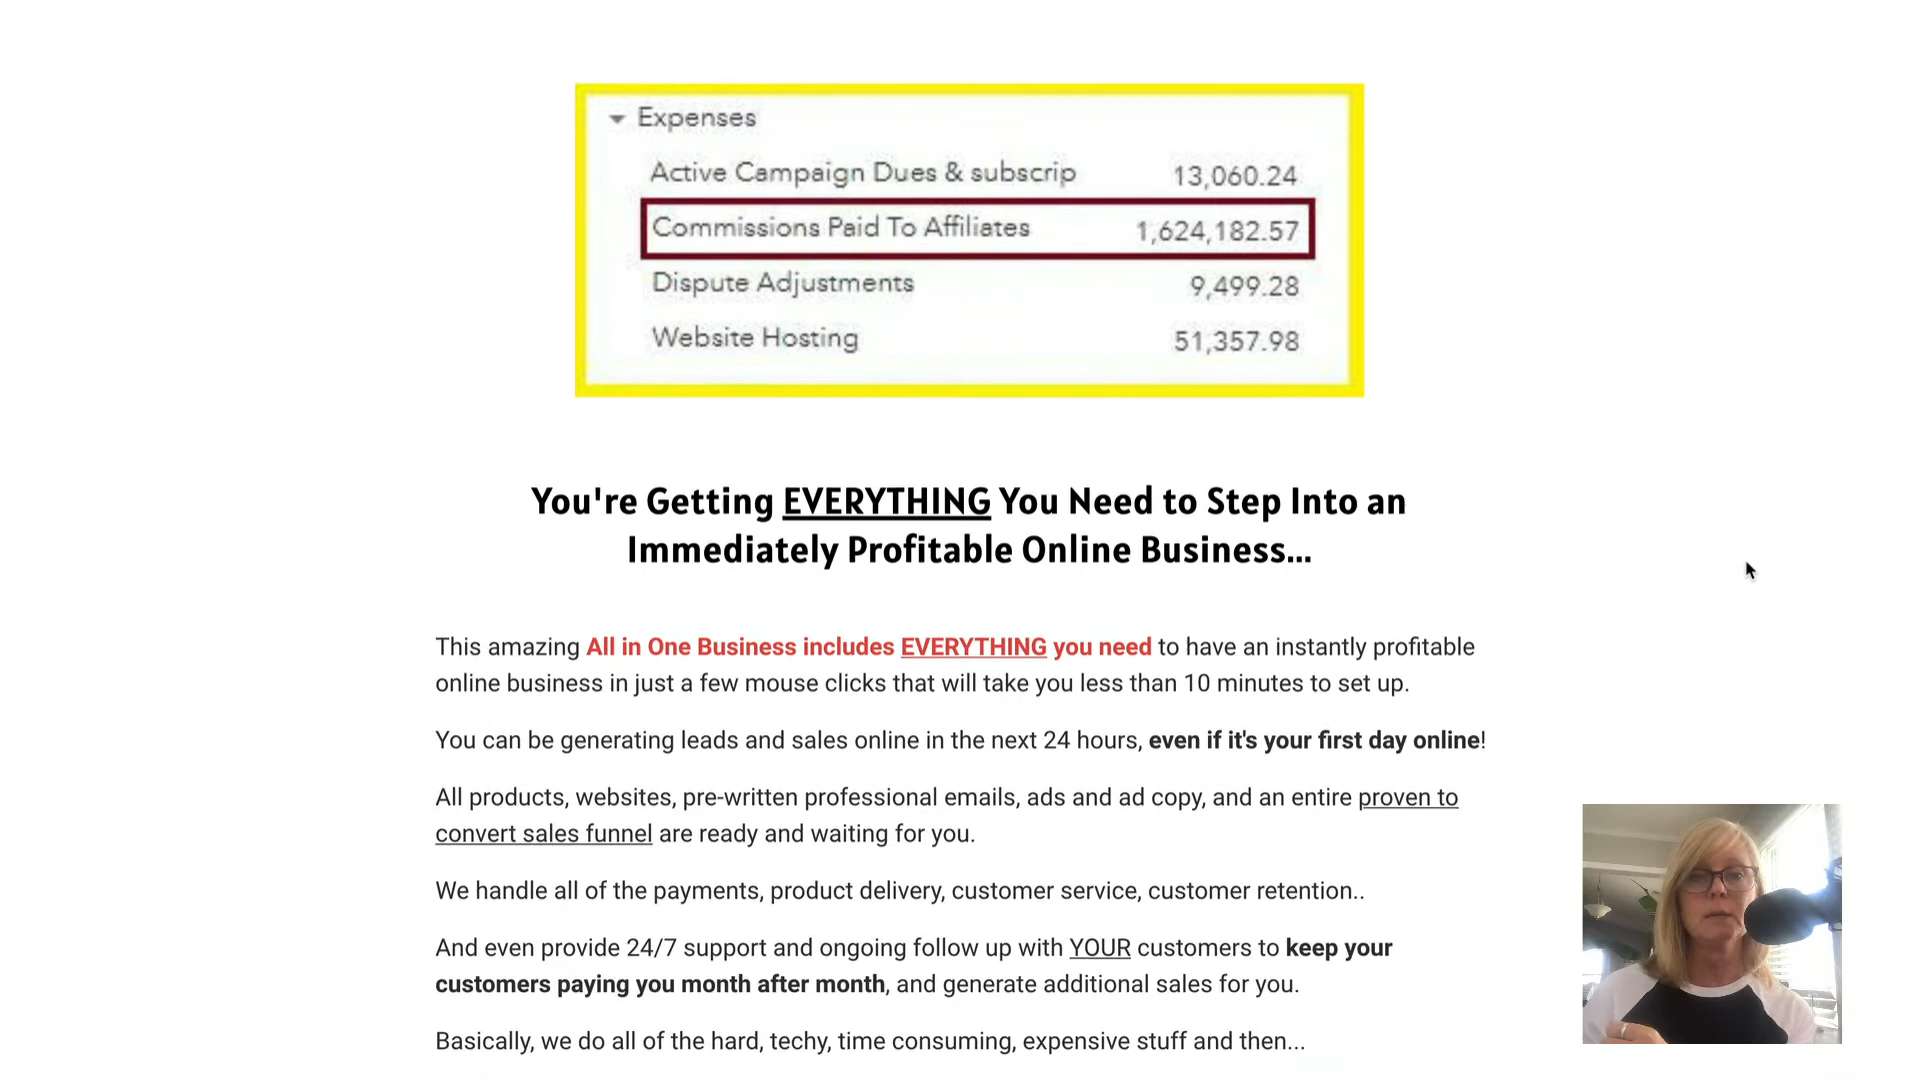 Expenses
Active Campaign Dues & subscrip 13,060.24
Commissions Paid To Affiliates 1,624,182.57
Dispute Adjustments 9,499.28
Website Hosting 51,357.98
You're Getting EVERYTHING You Need to Step Into an
Immediately Profitable Online Business...
This amazing All in One Business includes EVERYTHING you need to have an instantly profitable
online business in just a few mouse clicks that will take you less than 10 minutes to set up.
You can be generating leads and sales online in the next 24 hours, even if it's your first day online!
All products, websites, pre-written professional emails, ads and ad copy, and an entire proven to
convert sales funnel are ready and waiting for you.
We handle all of the payments, product delivery, customer service, customer retention..
And even provide 24/7 support and ongoing follow up with YOUR customers to keep your
customers paying you month after month, and generate additional sales for you.
Basically, we do all of the hard, techy, time consuming, expensive stuff and then...